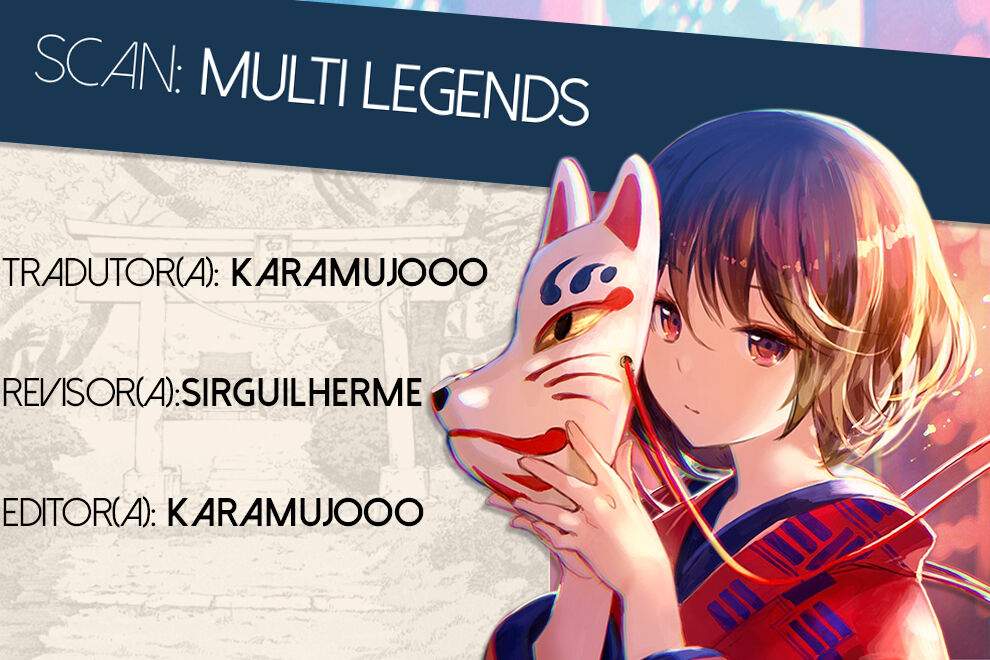 SCAN: MULTI LEGENDS
TRADUTOR(A): KARAMUJOOO
REVISOR(A):SIRGUILHERME
EDITOR(A): KARAMUJOOO